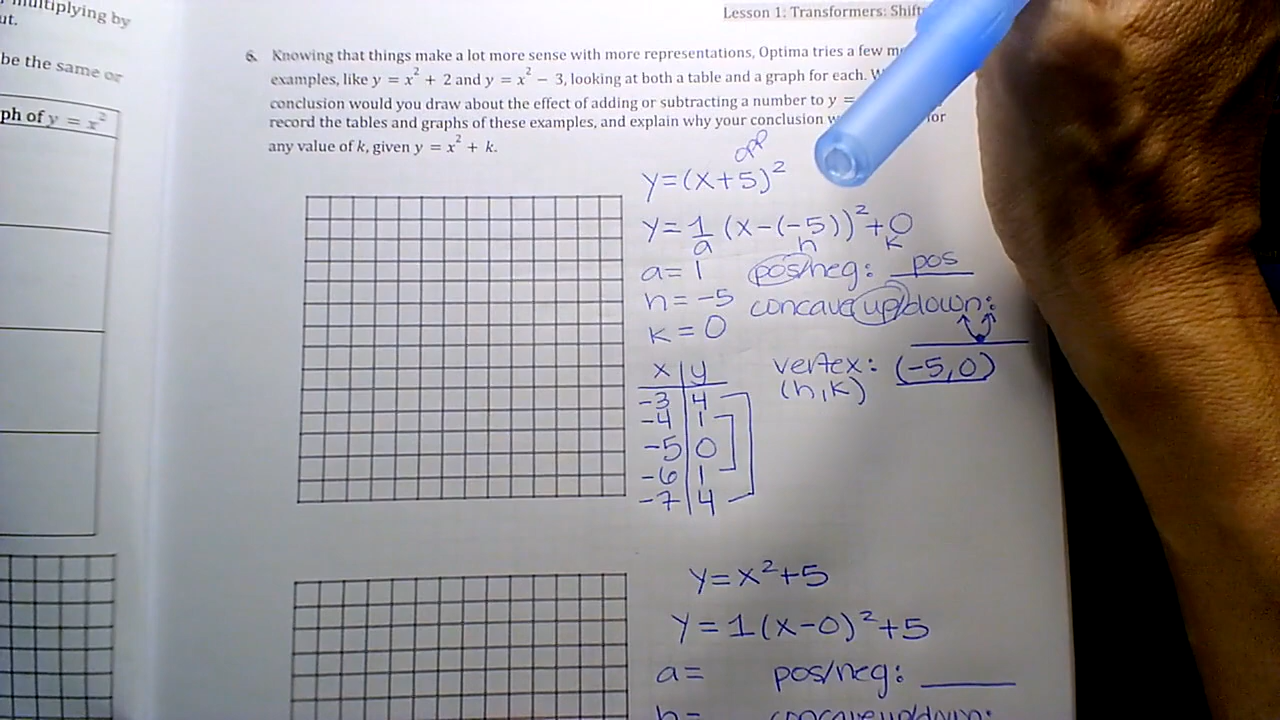 multiplying by
ut.
be the same or
ph of y = x²
Lesson 1: Transformers: Shift
6. Knowing that things make a lot more sense with more representations, Optima tries a few
examples, like y = x² + 2 and y = x² − 3, looking at both a table and a graph for each.
conclusion would you draw about the effect of adding or subtracting a number to y =
record the tables and graphs of these examples, and explain why your conclusion
any value of k, given y = x² + k.
opp
y=(x+5)²
y=1(x-(-5))²+0
a h k
a=1 pos/neg: pos
h=-5 concave up/down:
k=0
x|y vertex: (-5,0)
(h,k)
-3|4
-4|1
-5|0
-6|1
-7|4
y=x²+5
y=1(x-0)²+5
a= pos/neg:
h= concave up/down: